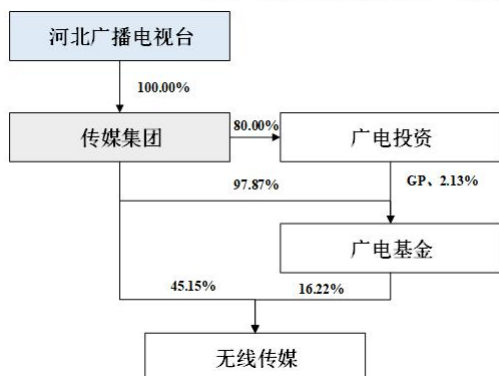 河北广播电视台
100.00%
传媒集团
80.00%
广电投资
97.87%
GP、2.13%
广电基金
45.15%
16.22%
无线传媒